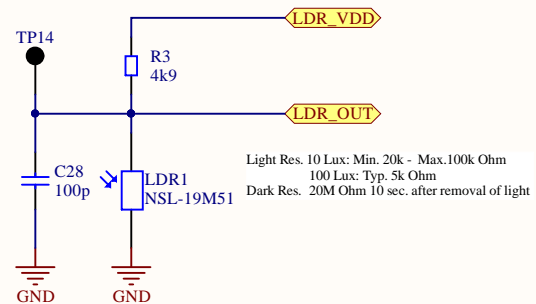 LDR_VDD
TP14
R3
4k9
LDR_OUT
C28
100p
LDR1
NSL-19M51
Light Res. 10 Lux: Min. 20k - Max.100k Ohm
100 Lux: Typ. 5k Ohm
Dark Res. 20M Ohm 10 sec. after removal of light
GND
GND